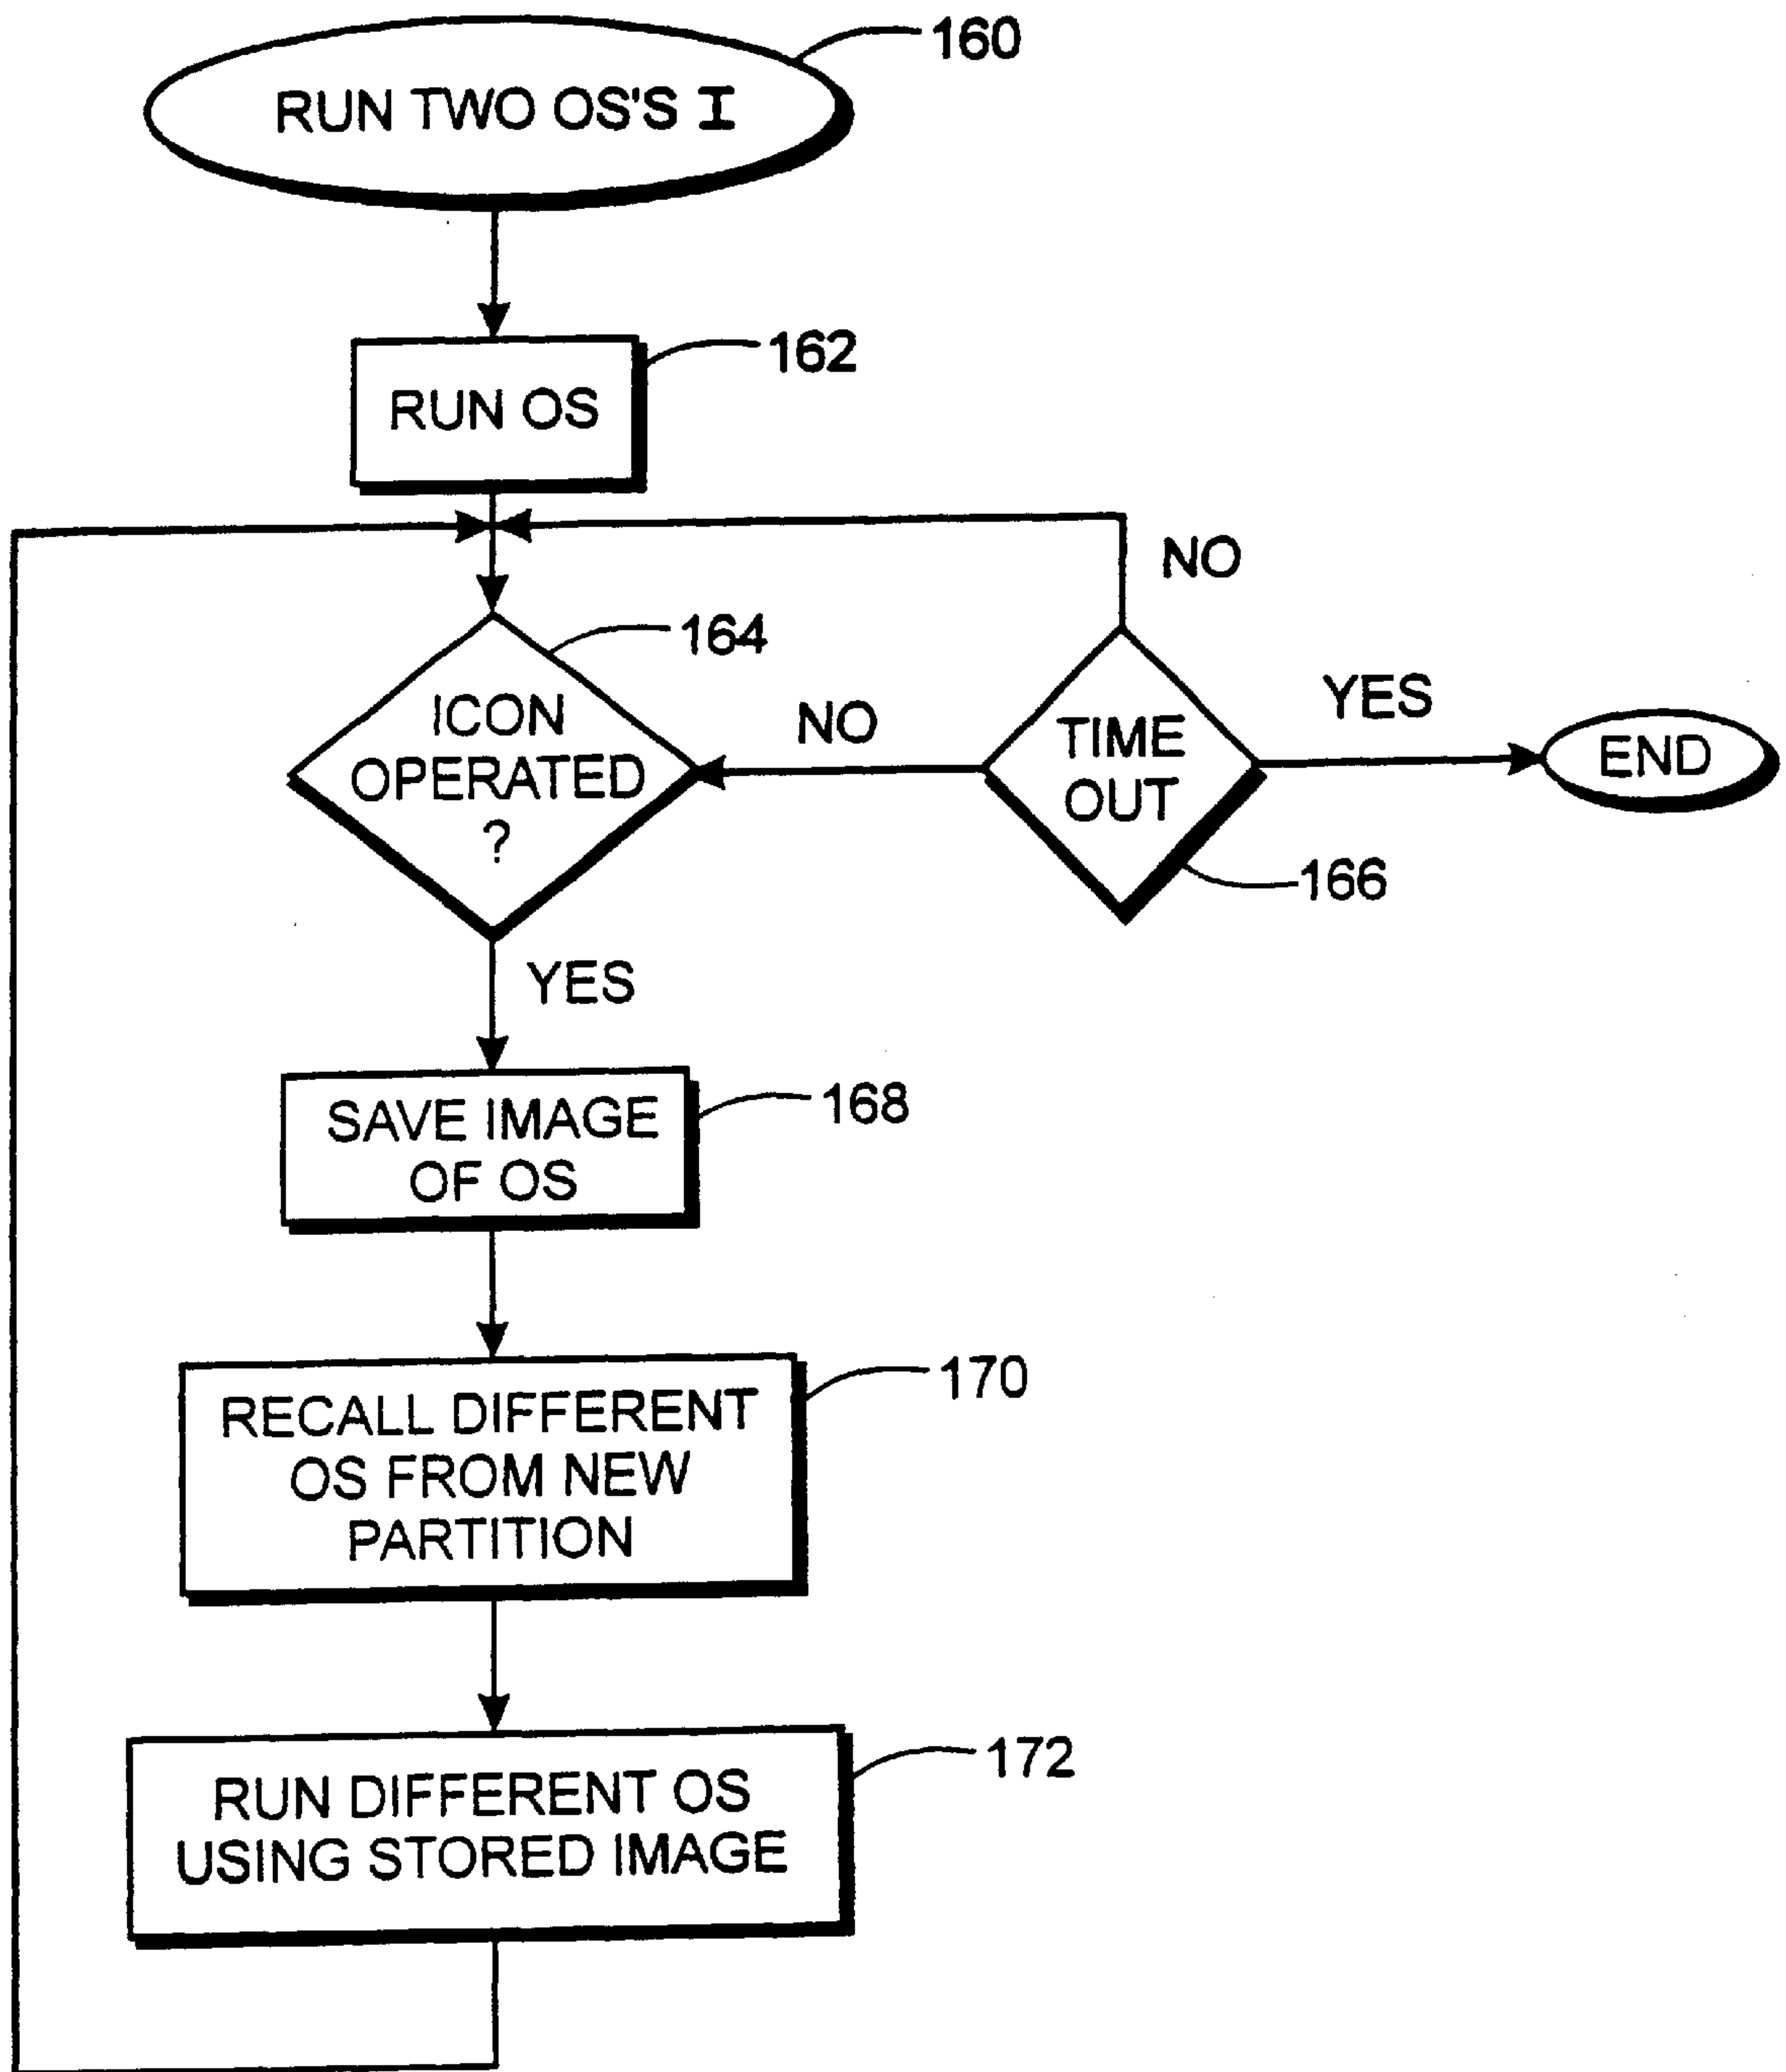 160
RUN TWO OS'S I
162
RUN OS
NO
164
ICON
OPERATED
?
NO
TIME
OUT
YES
END
166
YES
168
SAVE IMAGE
OF OS
170
RECALL DIFFERENT
OS FROM NEW
PARTITION
172
RUN DIFFERENT OS
USING STORED IMAGE